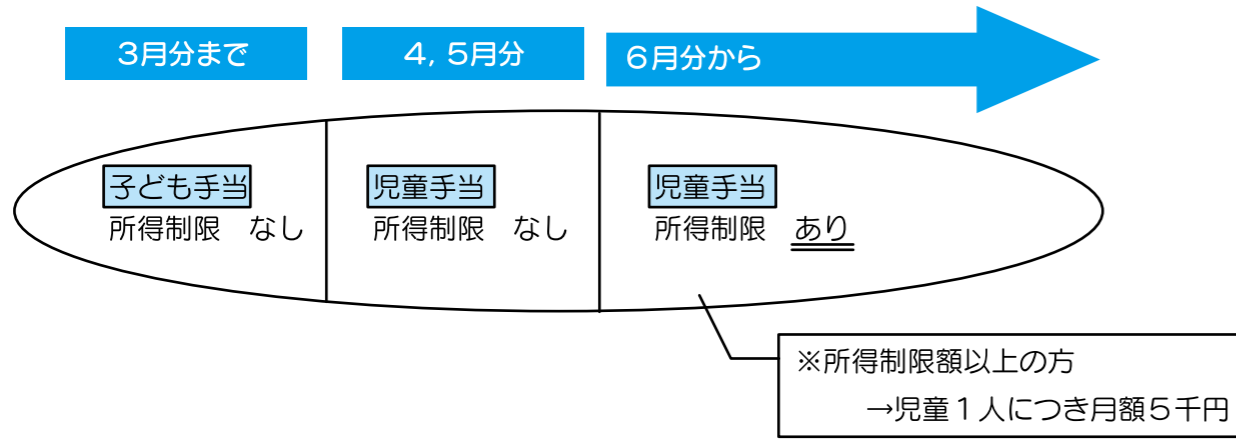 3月分まで
4,5月分
6月分から
子ども手当
所得制限　なし
児童手当
所得制限　なし
児童手当
所得制限　あり
※所得制限額以上の方
→児童1人につき月額5千円